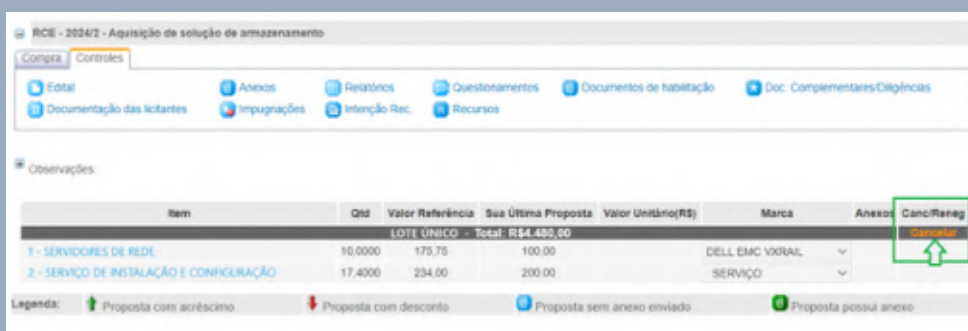 RCE - 2024/2 - Aquisição de solução de armazenamento
Compra Controles
Edital Anexos Relatórios Questionamentos Documentos de habilitação Doc. Complementares/Diligências
Documentação das licitantes Impugnações Intenção Rec. Recursos
Observações:
Item Qtd Valor Referência Sua Última Proposta Valor Unitário(R$) Marca Anexos Canc/Reneg
LOTE ÚNICO - Total: R$4.480,00 Cancelar
1 - SERVIDORES DE REDE 10,0000 175,75 100,00 DELL EMC VXRAIL
2 - SERVIÇO DE INSTALAÇÃO E CONFIGURAÇÃO 17,4000 234,00 200,00 SERVIÇO
Legenda: Proposta com acréscimo Proposta com desconto Proposta sem anexo enviado Proposta possui anexo